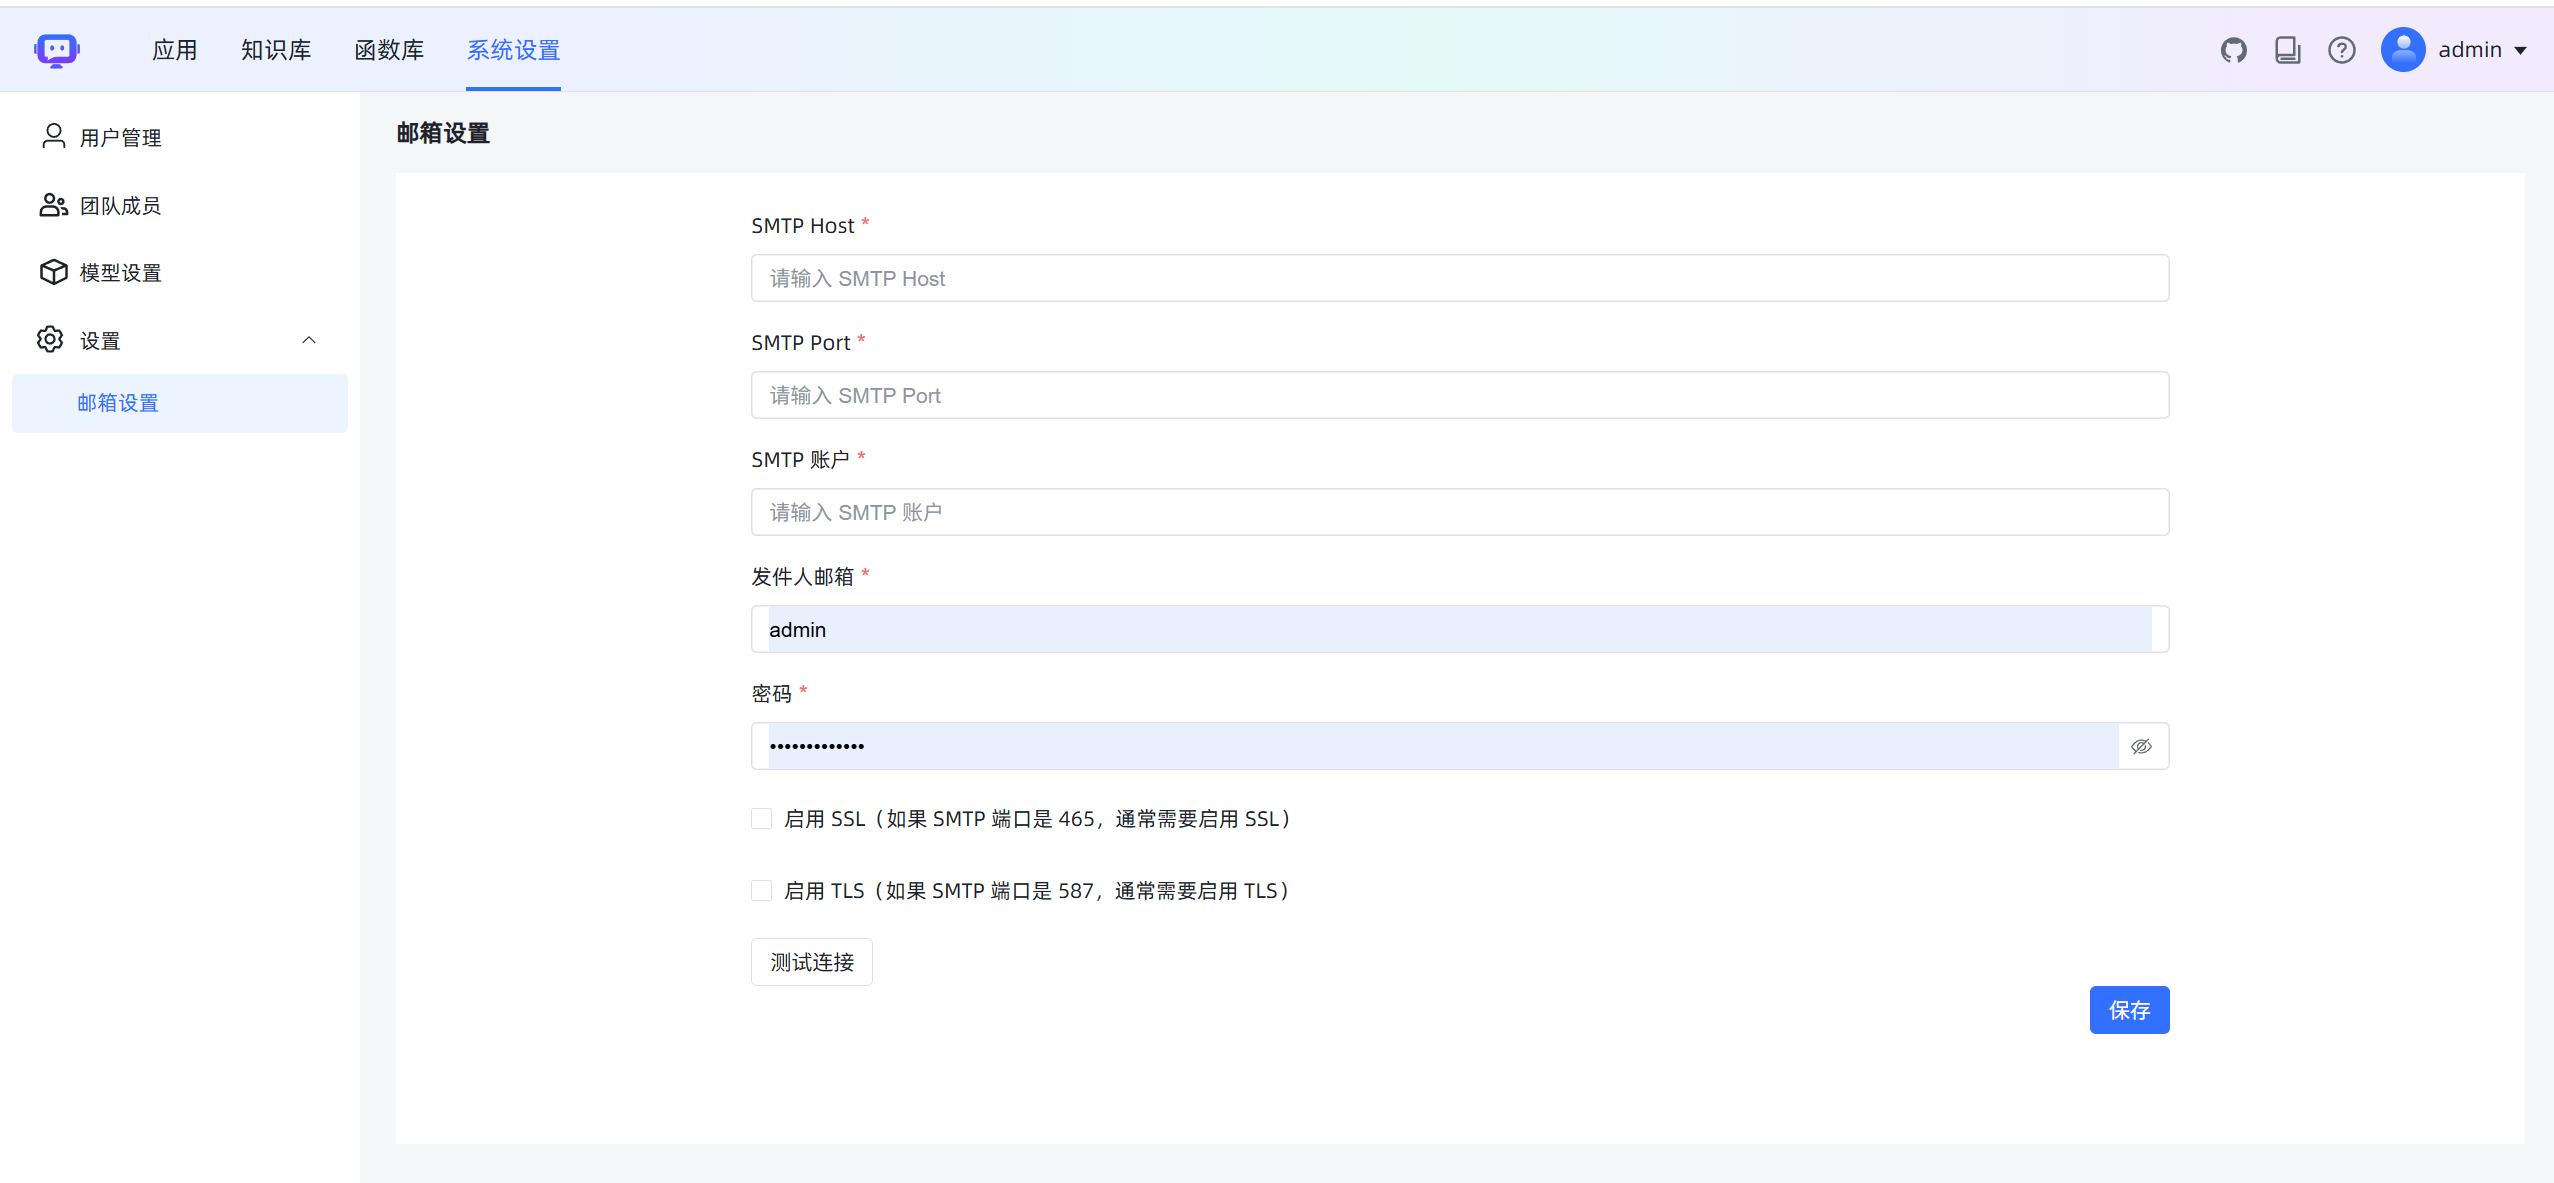 应用 知识库 函数库 系统设置 admin
用户管理
团队成员
模型设置
设置
邮箱设置
邮箱设置
SMTP Host *
请输入 SMTP Host
SMTP Port *
请输入 SMTP Port
SMTP 账户 *
请输入 SMTP 账户
发件人邮箱 *
admin
密码 *
•••••••••••••
启用 SSL（如果 SMTP 端口是 465，通常需要启用 SSL）
启用 TLS（如果 SMTP 端口是 587，通常需要启用 TLS）
测试连接
保存